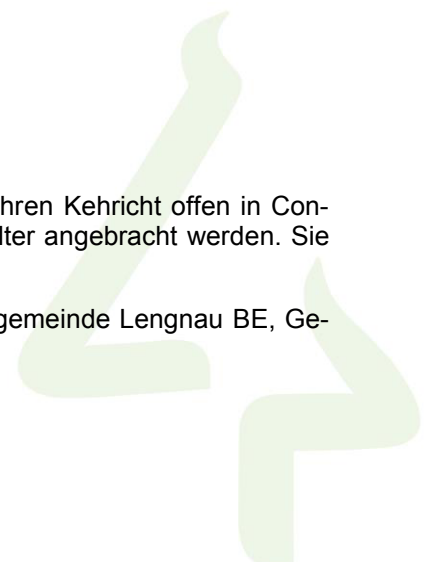 hren Kehricht offen in Con-
lter angebracht werden. Sie
gemeinde Lengnau BE, Ge-